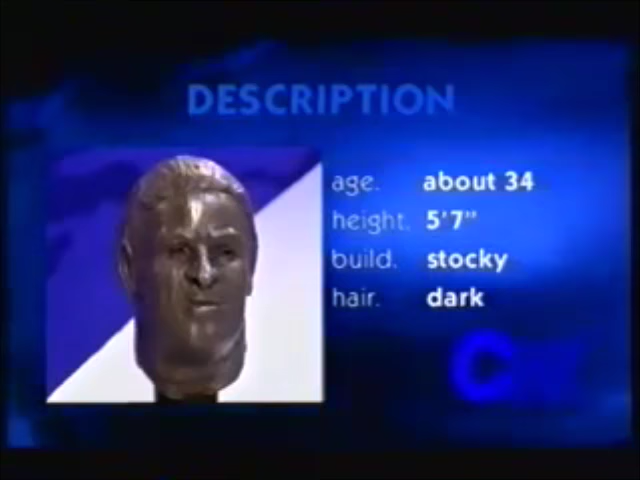 DESCRIPTION
age. about 34
height. 5'7"
build. stocky
hair. dark
C